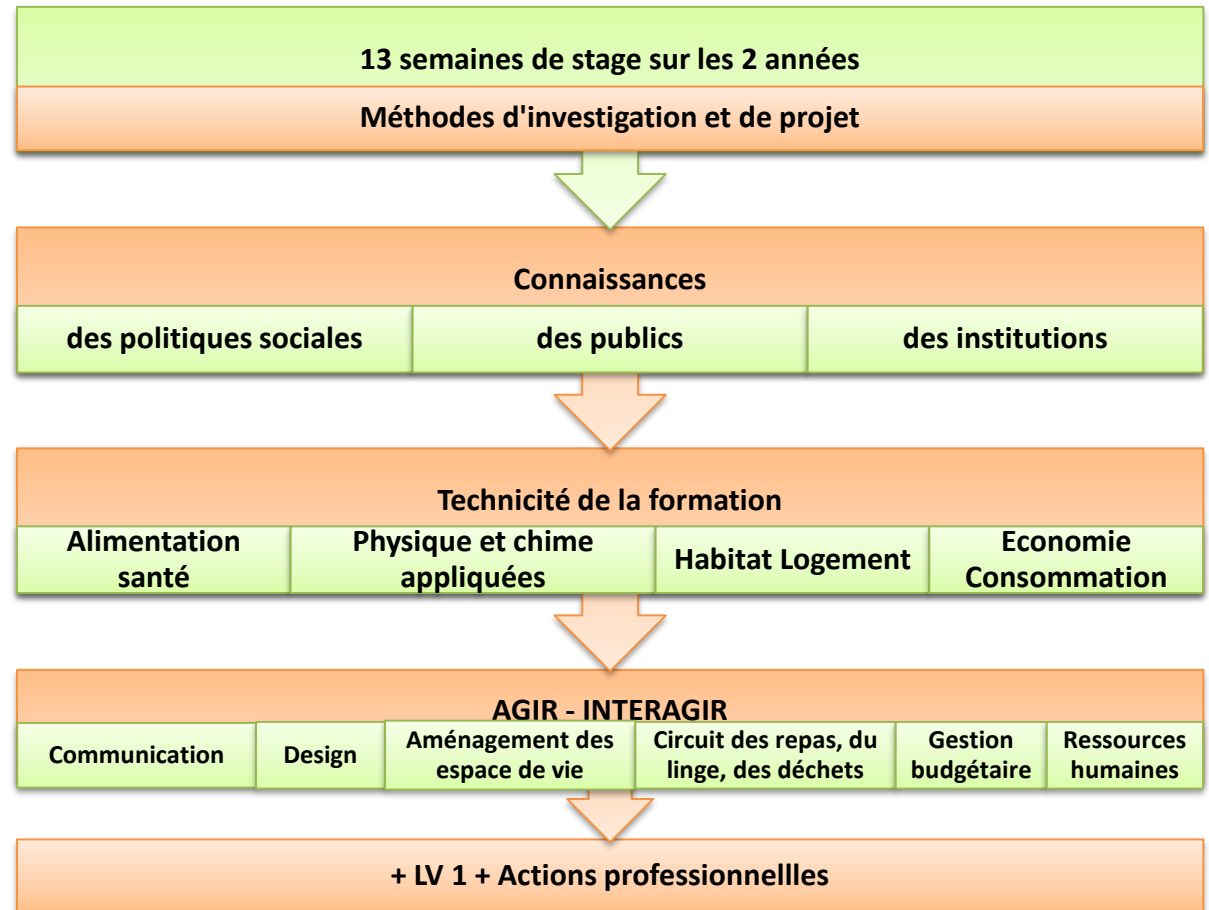 13 semaines de stage sur les 2 années
Méthodes d'investigation et de projet
Connaissances
des politiques sociales
des publics
des institutions
Technicité de la formation
Alimentation
santé
Physique et chime
appliquées
Habitat Logement
Economie
Consommation
AGIR - INTERAGIR
Communication
Design
Aménagement des
espace de vie
Circuit des repas, du
linge, des déchets
Gestion
budgétaire
Ressources
humaines
+ LV 1 + Actions professionnellles